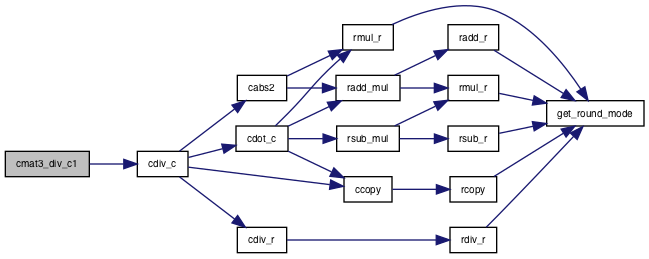 cmat3_div_c1
cdiv_c
cabs2
cdot_c
cdiv_r
rmul_r
radd_mul
rsub_mul
ccopy
radd_r
rmul_r
rsub_r
rcopy
rdiv_r
get_round_mode